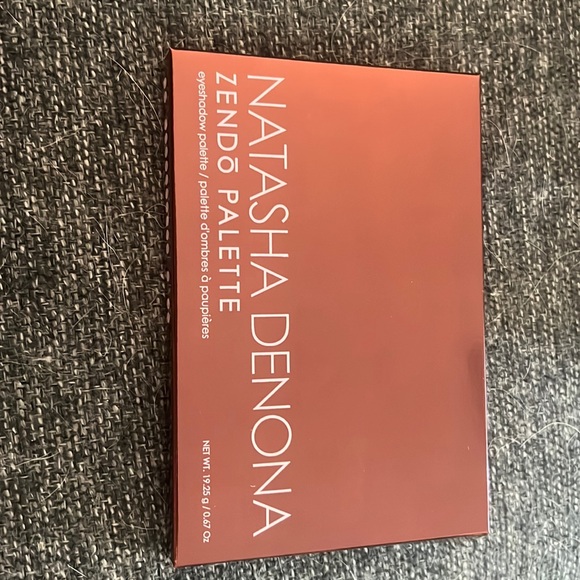 NATASHA DENONA
ZENDŌ PALETTE
eyeshadow palette / palette d'ombres à paupières
NET WT. 19.25 g / 0.67 Oz